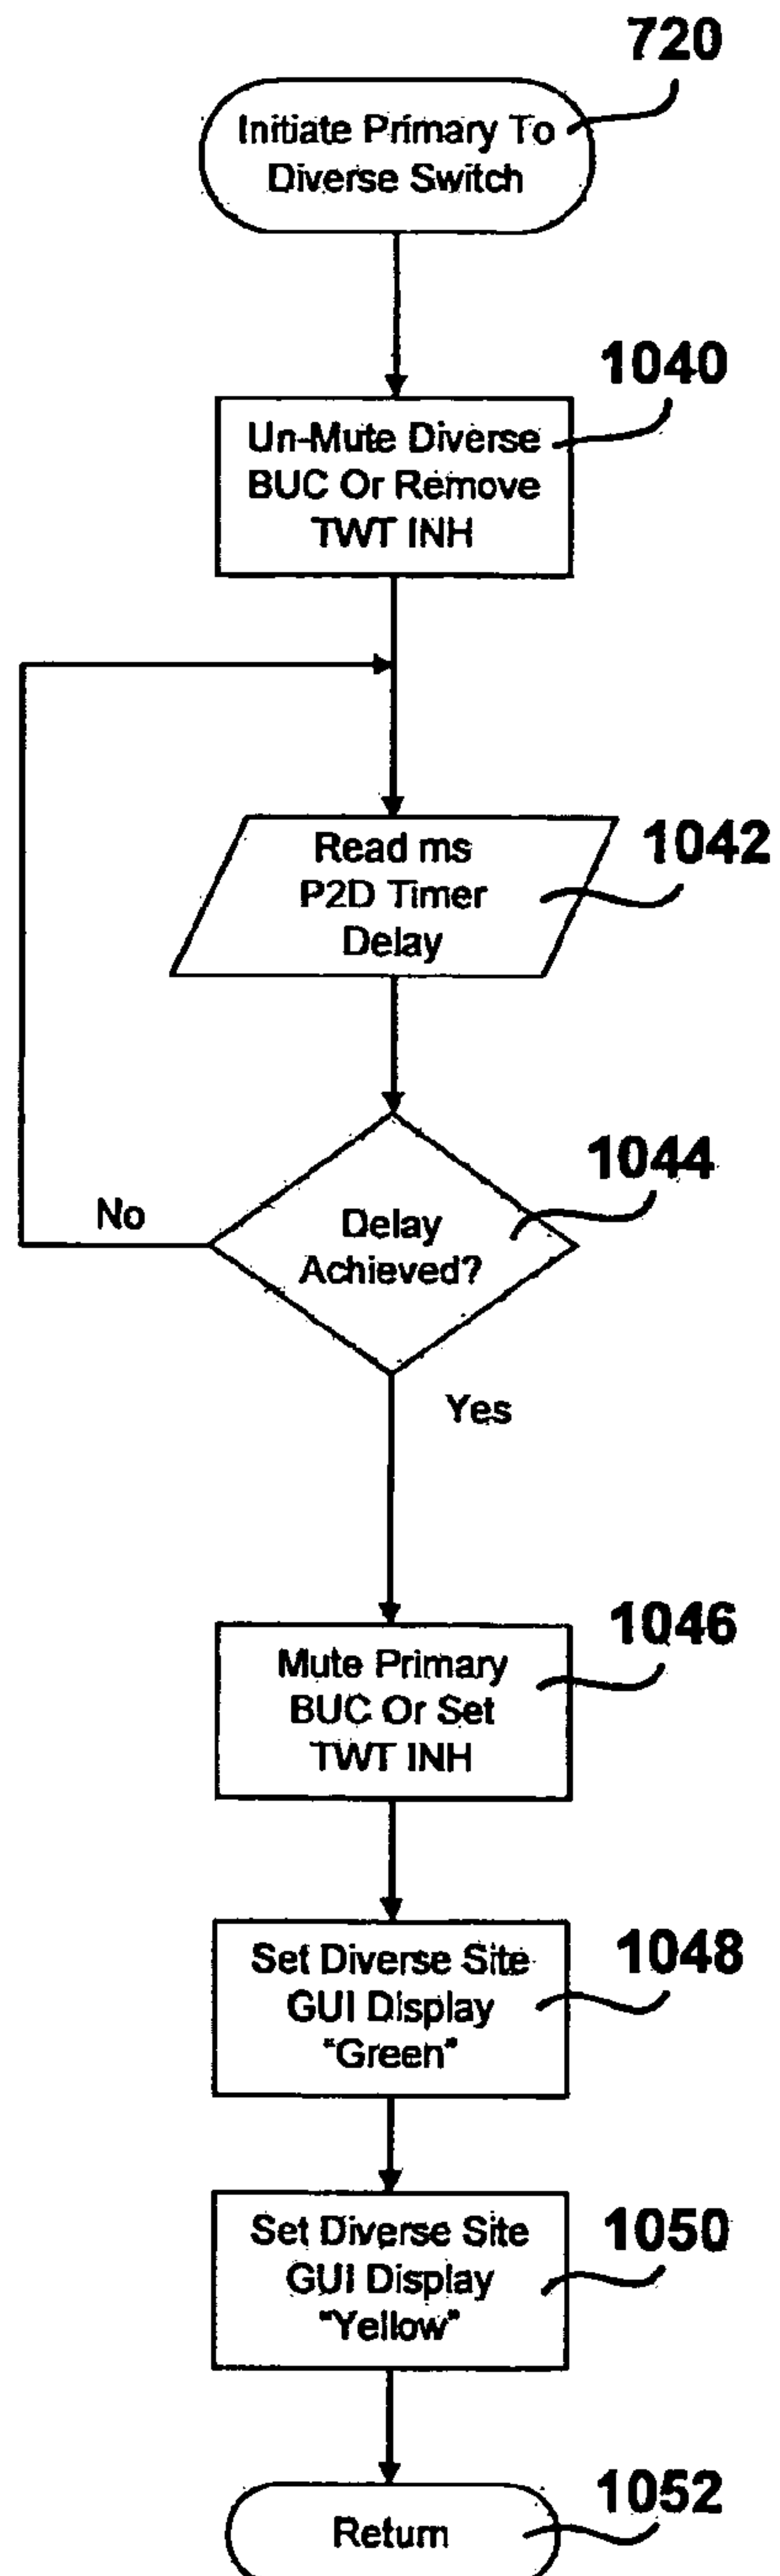 720
Initiate Primary To
Diverse Switch
1040
Un-Mute Diverse
BUC Or Remove
TWT INH
Read ms
P2D Timer
Delay
1042
1044
No
Delay
Achieved?
Yes
1046
Mute Primary
BUC Or Set
TWT INH
Set Diverse Site
GUI Display
"Green"
1048
Set Diverse Site
GUI Display
"Yellow"
1050
1052
Return